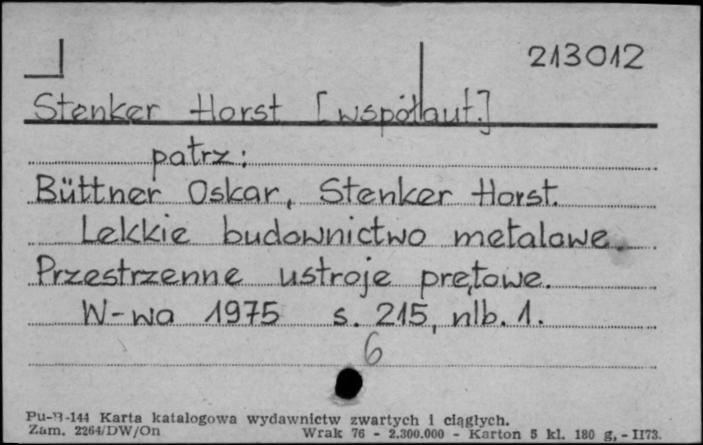 213012
Stenker Horst [współaut.]
patrz:
Büttner Oskar, Stenker Horst.
Lekkie budownictwo metalowe.
Przestrzenne ustroje prętowe.
W-wa 1975 s. 215, nlb. 1.
6
Pu-B-144 Karta katalogowa wydawnictw zwartych i ciągłych.
Zam. 2264/DW/On Wrak 76 - 2.300.000 - Karton 5 kl. 180 g, - II73.